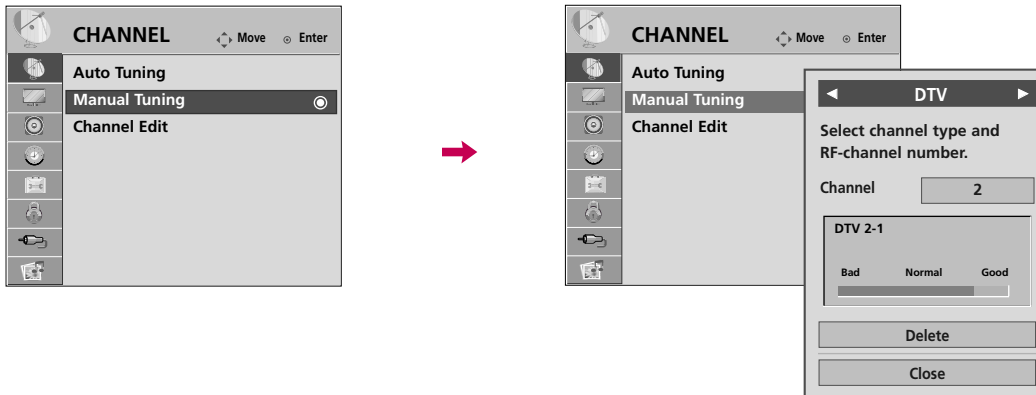 CHANNEL Move Enter
Auto Tuning
Manual Tuning
Channel Edit
CHANNEL Move Enter
Auto Tuning
Manual Tuning
Channel Edit
DTV
Select channel type and
RF-channel number.
Channel 2
DTV 2-1
Bad Normal Good
Delete
Close